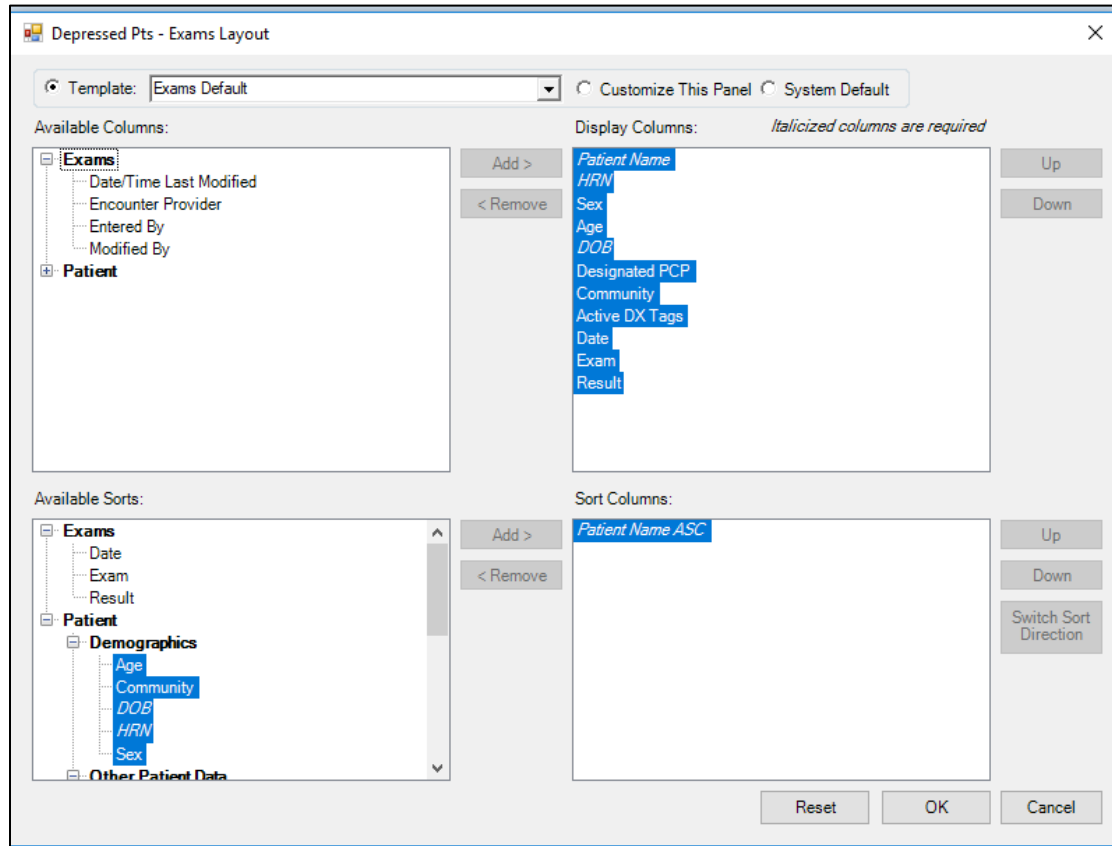 Depressed Pts - Exams Layout
Template: Exams Default Customize This Panel System Default
Available Columns:
Exams
Date/Time Last Modified
Encounter Provider
Entered By
Modified By
Patient
Add >
< Remove
Display Columns: Italicized columns are required
Patient Name
HRN
Sex
Age
DOB
Designated PCP
Community
Active DX Tags
Date
Exam
Result
Up
Down
Available Sorts:
Exams
Date
Exam
Result
Patient
Demographics
Age
Community
DOB
HRN
Sex
Other Patient Data
Add >
< Remove
Sort Columns:
Patient Name ASC
Up
Down
Switch Sort
Direction
Reset OK Cancel